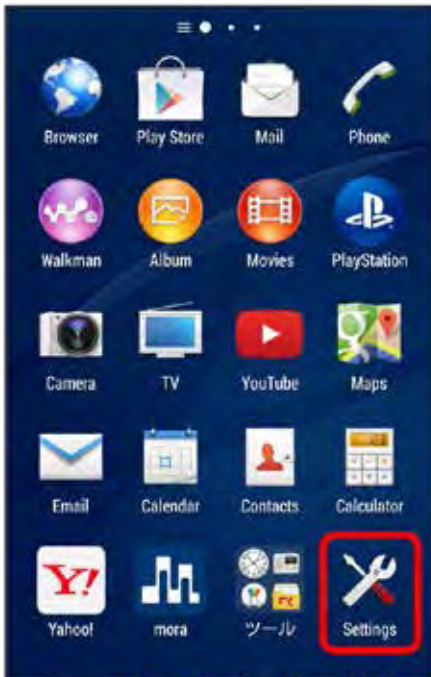 Browser Play Store Mail Phone
Walkman Album Movies PlayStation
Camera TV YouTube Maps
Email Calendar Contacts Calculator
Y!
Yahoo! mora ツール Settings